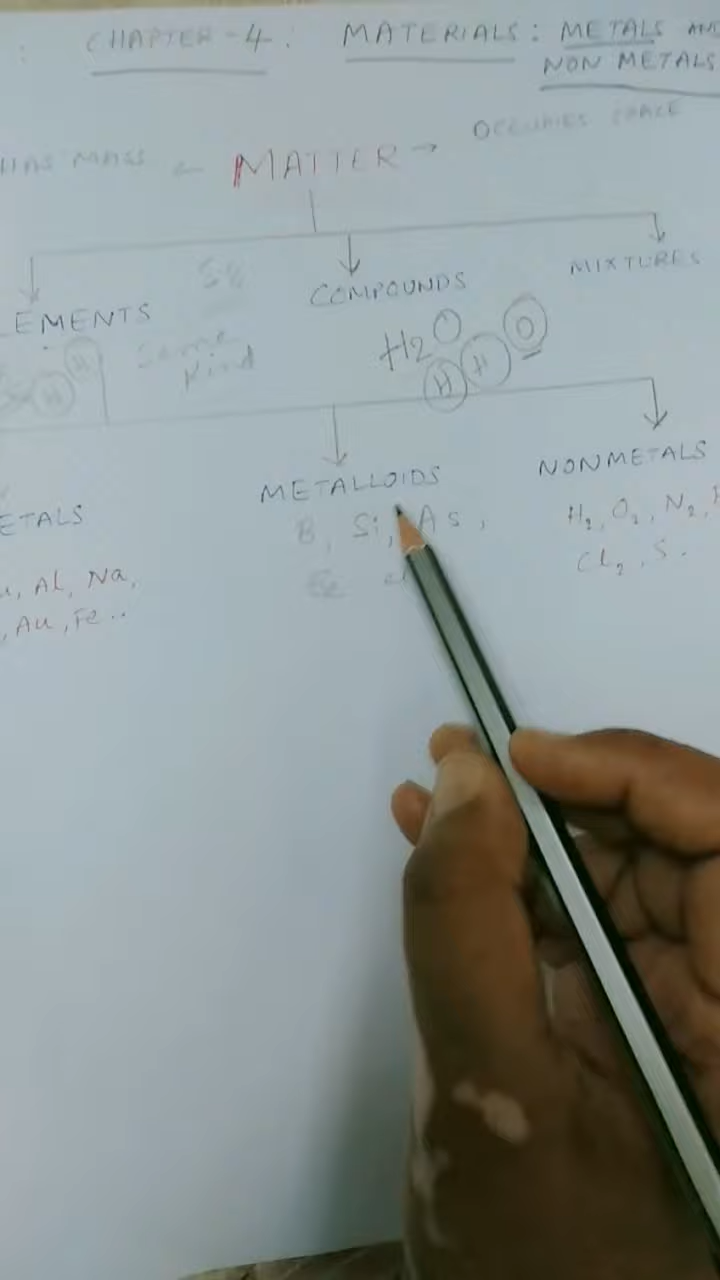 : CHAPTER-4 : MATERIALS: METALS AND
NON METALS
HAS MASS ← MATTER → OCCUPIES SPACE
EMENTS COMPOUNDS MIXTURES
Same kind
H2O
H H H O
ETALS METALLOIDS NONMETALS
u, Al, Na, B, Si, As, H2, O2, N2,
, Au, Fe.. Cl2, S.